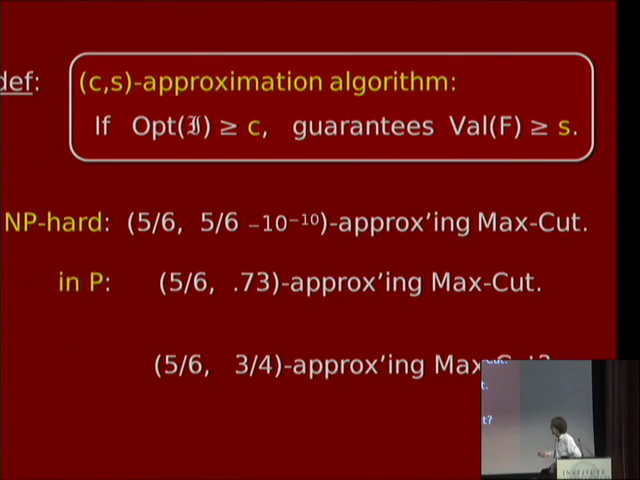 def: (c,s)-approximation algorithm:
If Opt(ℑ) ≥ c, guarantees Val(F) ≥ s.
NP-hard: (5/6, 5/6 −10⁻¹⁰)-approx’ing Max-Cut.
in P: (5/6, .73)-approx’ing Max-Cut.
(5/6, 3/4)-approx’ing Max-Cut?
-Cut.
t.
t?
INSTITUTE